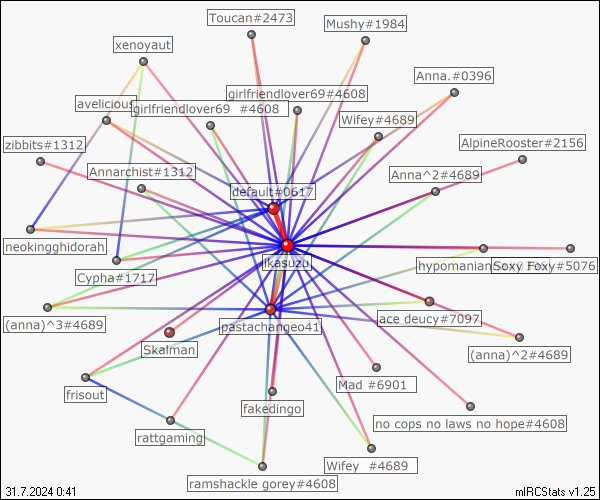 Toucan#2473
Mushy#1984
xenoyaut
Anna.#0396
girlfriendlover69#4608
avelicious
girlfriendlover69 #4608
Wifey#4689
zibbits#1312
AlpineRooster#2156
Annarchist#1312
Anna^2#4689
default#0617
neokingghidorah
ikasuzu
Cypha#1717
Soxy Foxy#5076
pastachangeo41
ace deucy#7097
(anna)^3#4689
Skalman
(anna)^2#4689
Mad #6901
frisout
fakedingo
no cops no laws no hope#4608
rattgaming
Wifey #4689
ramshackle gorey#4608
31.7.2024 0:41
mIRCStats v1.25